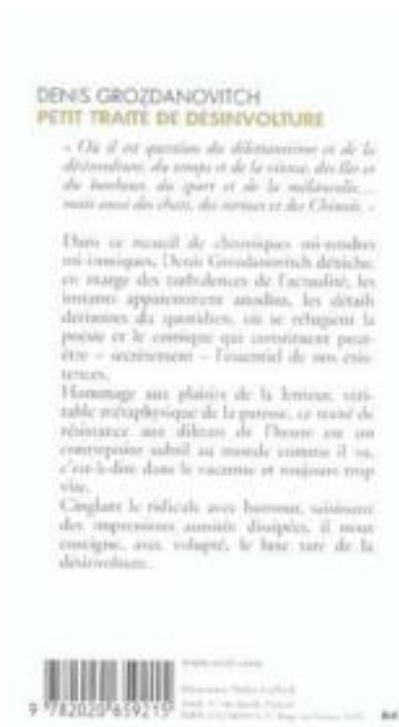 DENIS GROZDANOVITCH
PETIT TRAITÉ DE DÉSINVOLTURE
« Où il est question du dilettantisme et de la
désinvolture, du temps et de la vitesse, des îles et
du bonheur, du sport et de la mélancolie...
mais aussi des chats, des tortues et des Chinois. »
Dans ce recueil de chroniques mi-tendres
mi-comiques, Denis Grozdanovitch déniche,
en marge des turbulences de l'actualité, les
instants apparemment anodins, les détails
dérisoires du quotidien, où se réfugient la
poésie et le comique qui constituent peut-
être – secrètement – l'essentiel de nos exis-
tences.
Hommage aux plaisirs de la lenteur, véri-
table métaphysique de la paresse, ce traité de
résistance aux diktats de l'heure est un
contrepoint subtil au monde comme il va,
c'est-à-dire dans le vacarme et toujours trop
vite.
Cinglant le ridicule avec humour, saisissant
des impressions aussitôt dissipées, il nous
enseigne, avec volupté, le luxe rare de la
désinvolture.
9 782020 659215